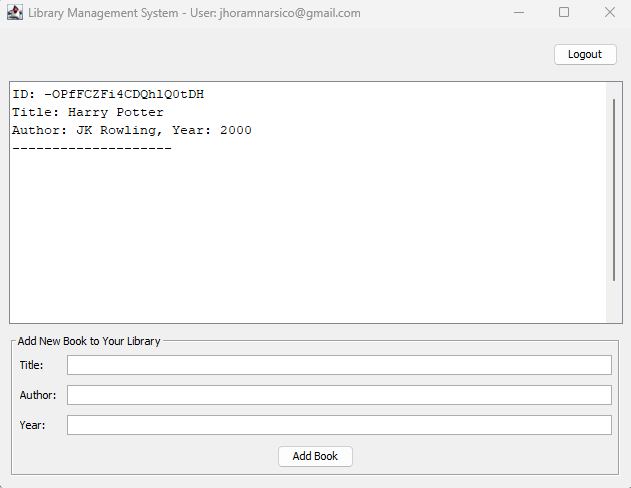 Library Management System - User: jhoramnarsico@gmail.com
Logout
ID: -OPfFCZFi4CDQhlQ0tDH
Title: Harry Potter
Author: JK Rowling, Year: 2000
--------------------
Add New Book to Your Library
Title:
Author:
Year:
Add Book